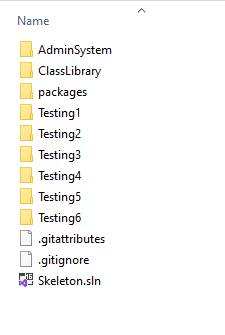 Name
AdminSystem
ClassLibrary
packages
Testing1
Testing2
Testing3
Testing4
Testing5
Testing6
.gitattributes
.gitignore
Skeleton.sln